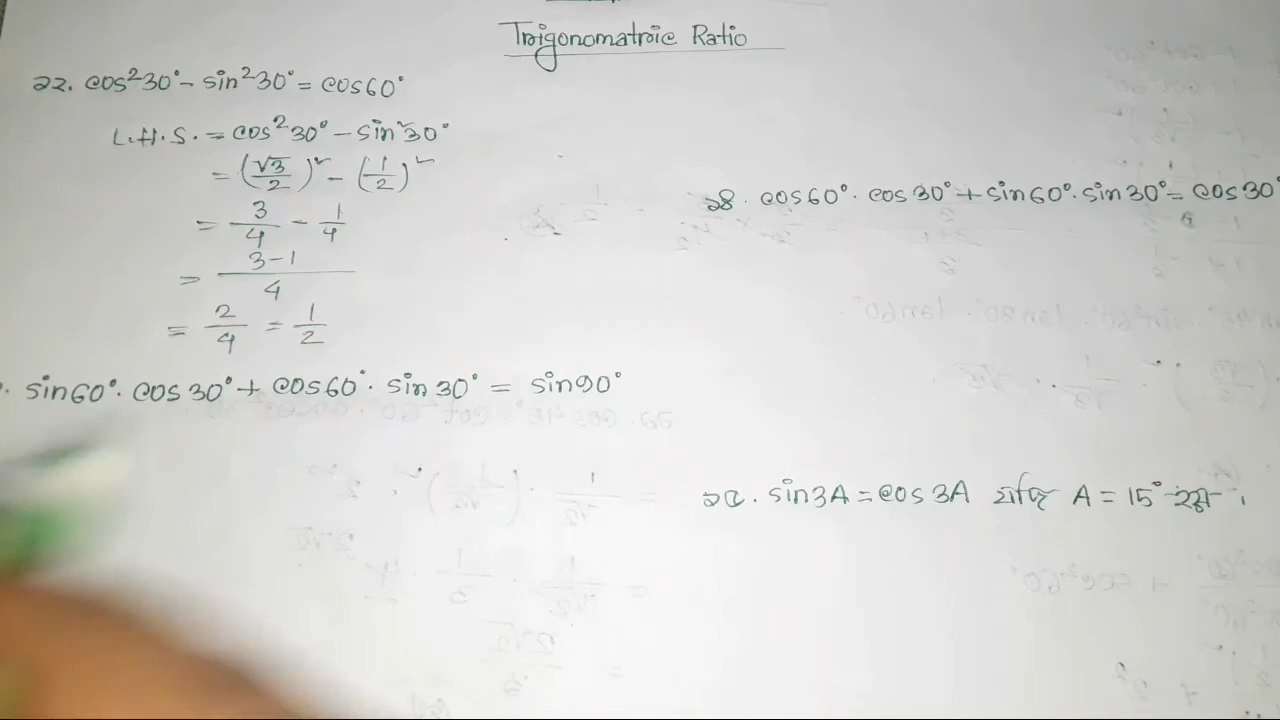 Trigonomatric Ratio
২২. cos²30° - sin²30° = cos60°
L.H.S. = cos²30° - sin²30°
= (√3/2)² - (1/2)²
= 3/4 - 1/4
= 3-1/4
= 2/4 = 1/2
. sin60°. cos30° + cos60°. sin30° = sin90°
২৪. cos60°. cos30° + sin60°. sin30° = cos30°
২৫. sin3A = cos3A যদি A = 15° হয়।